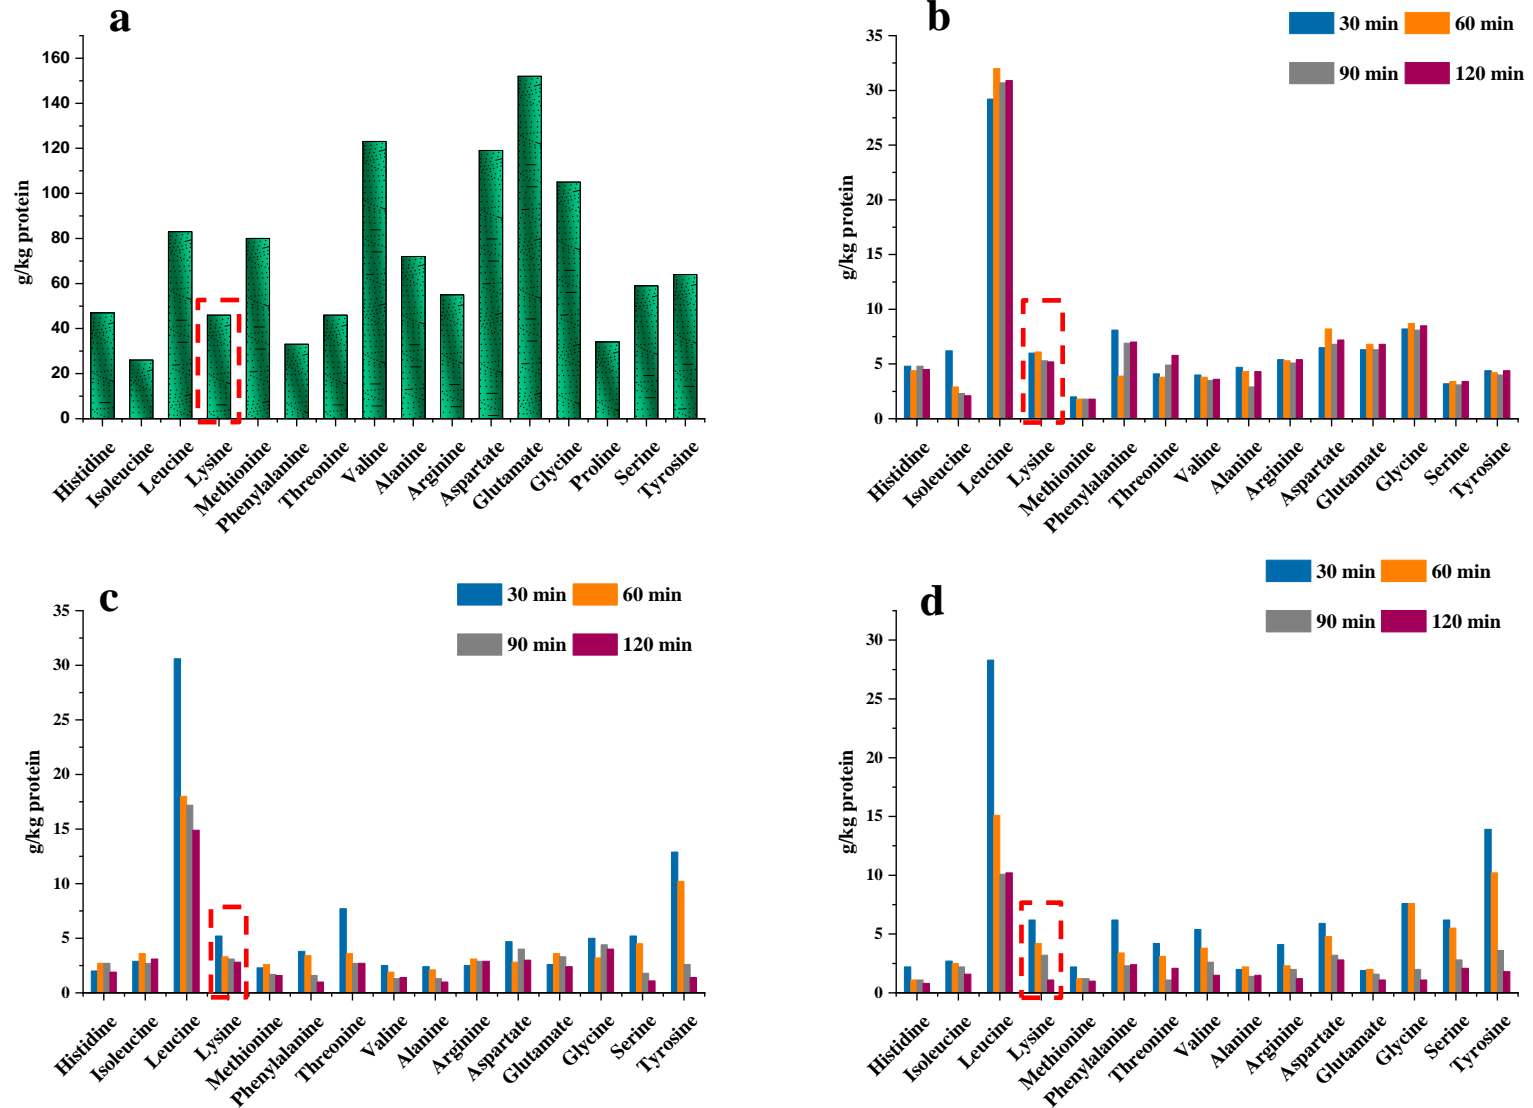 a
160
140
120
100
80
60
40
20
0
g/kg protein
Histidine
Isoleucine
Leucine
Lysine
Methionine
Phenylalanine
Threonine
Valine
Alanine
Arginine
Aspartate
Glutamate
Glycine
Proline
Serine
Tyrosine
b
30 min
60 min
90 min
120 min
35
30
25
20
15
10
5
0
g/kg protein
Histidine
Isoleucine
Leucine
Lysine
Methionine
Phenylalanine
Threonine
Valine
Alanine
Arginine
Aspartate
Glutamate
Glycine
Serine
Tyrosine
c
30 min
60 min
90 min
120 min
35
30
25
20
15
10
5
0
g/kg protein
Histidine
Isoleucine
Leucine
Lysine
Methionine
Phenylalanine
Threonine
Valine
Alanine
Arginine
Aspartate
Glutamate
Glycine
Serine
Tyrosine
d
30 min
60 min
90 min
120 min
30
25
20
15
10
5
0
g/kg protein
Histidine
Isoleucine
Leucine
Lysine
Methionine
Phenylalanine
Threonine
Valine
Alanine
Arginine
Aspartate
Glutamate
Glycine
Serine
Tyrosine